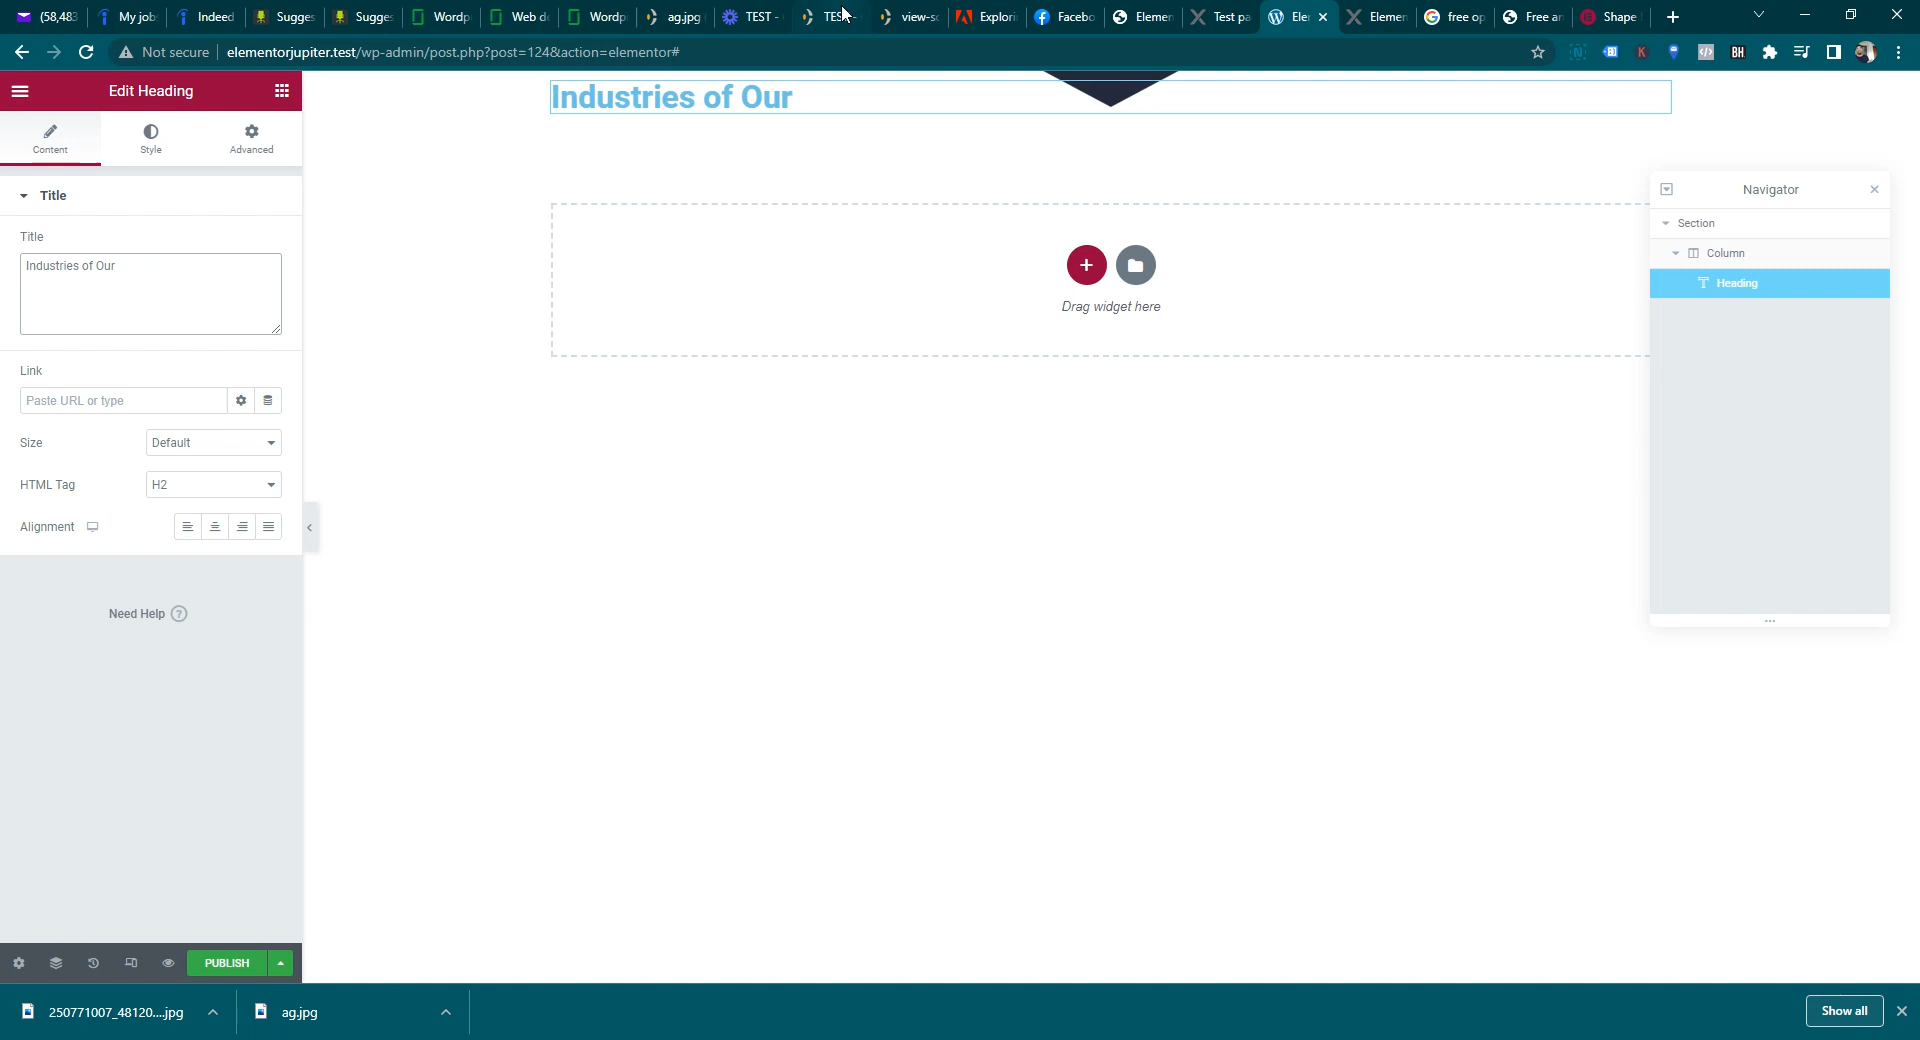 (58,483
My job
Indeed
Sugges
Sugges
Wordp
Web de
Wordp
ag.jpg
TEST -
TES
view-so
Explori
Facebo
Elemen
Test pa
Ele
Elemen
free op
Free an
Shape
Not secure
elementorjupiter.test/wp-admin/post.php?post=124&action=elementor#
BH
Edit Heading
Content
Style
Advanced
Title
Title
Industries of Our
Link
Paste URL or type
Size
Default
HTML Tag
H2
Alignment
Need Help ?
PUBLISH
Industries of Our
Drag widget here
Navigator
Section
Column
Heading
250771007_48120....jpg
ag.jpg
Show all